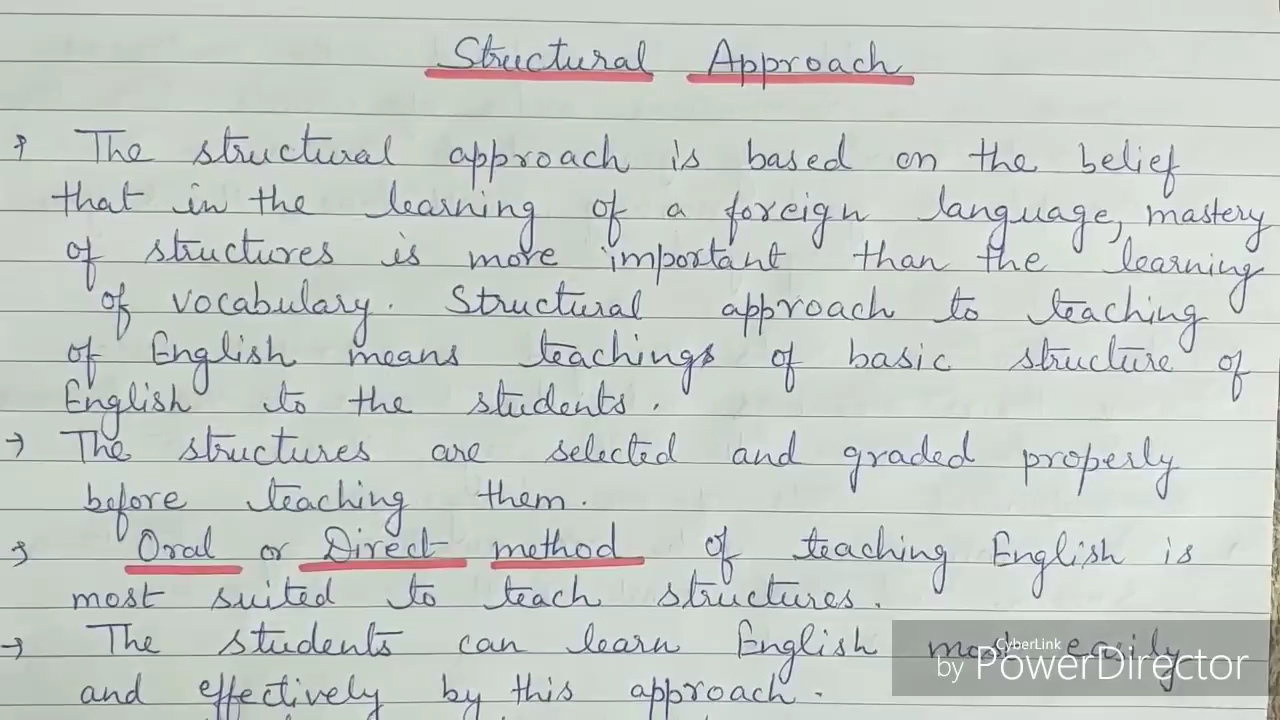 Structural Approach
→ The structural approach is based on the belief
that in the learning of a foreign language, mastery
of structures is more important than the learning
of vocabulary. Structural approach to teaching
of English means teachings of basic structure of
English to the students.
→ The structures are selected and graded properly
before teaching them.
→ Oral or Direct method of teaching English is
most suited to teach structures.
→ The students can learn English most easily
and effectively by this approach.
CyberLink
by PowerDirector